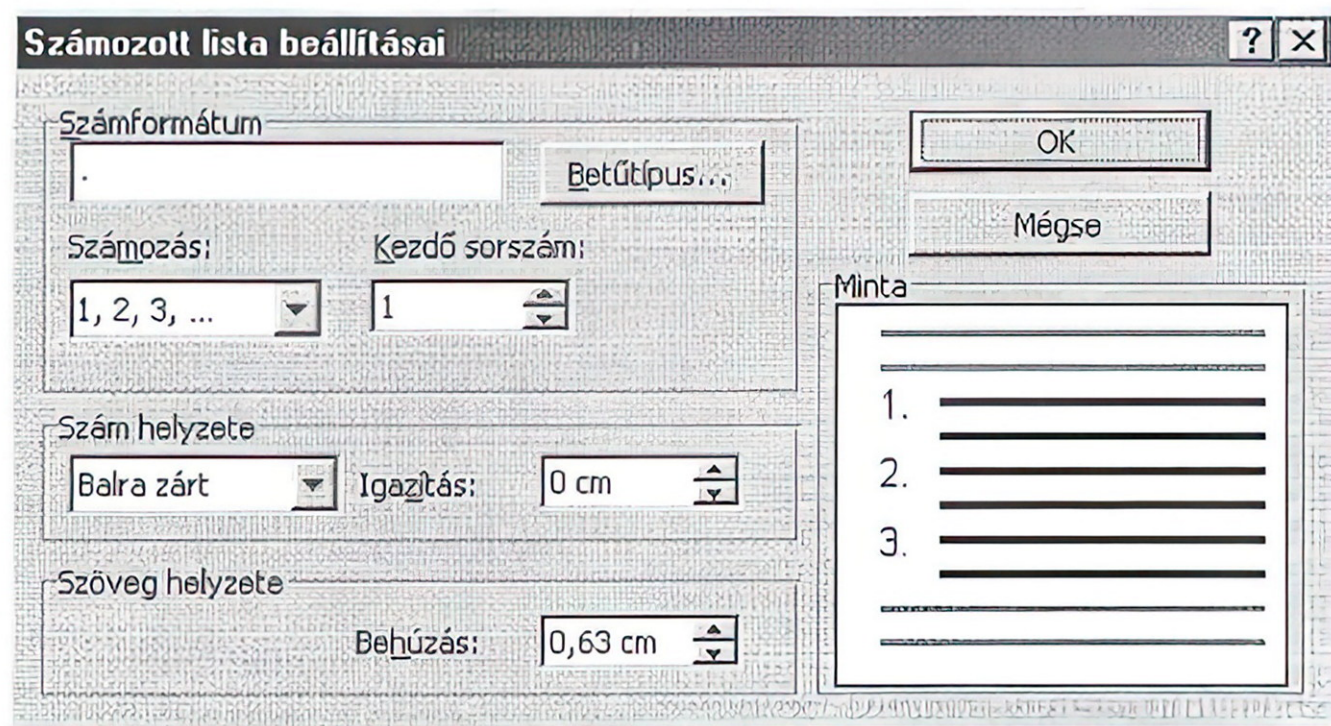 Számozott lista beállításai
Számformátum
.
Betűtípus...
Számozás:
Kezdő sorszám:
1, 2, 3, ...
1
Szám helyzete
Balra zárt
Igazítás:
0 cm
Szöveg helyzete
Behúzás:
0,63 cm
OK
Mégse
Minta
1.
2.
3.